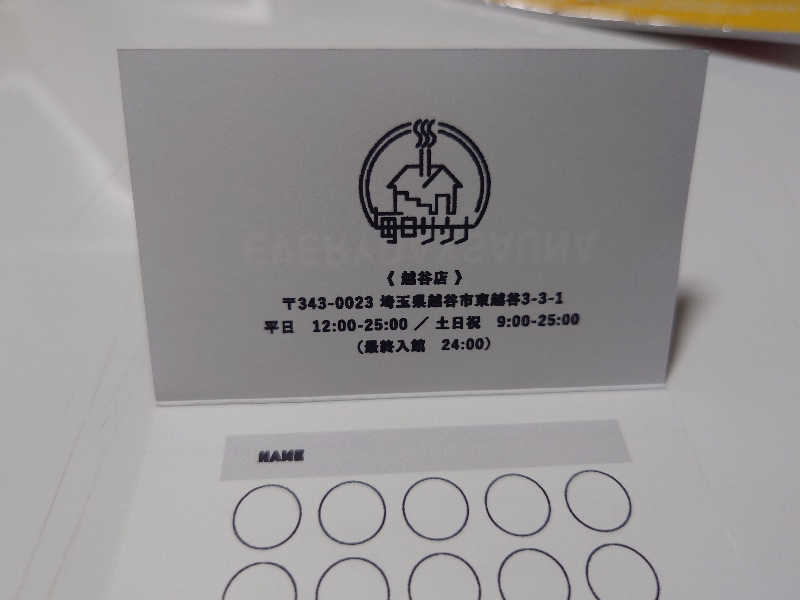 毎日サウナ
EVERYDAY SAUNA
《 越谷店 》
〒343-0023 埼玉県越谷市東越谷3-3-1
平日　12:00-25:00 ／ 土日祝　9:00-25:00
（最終入館　24:00）
NAME